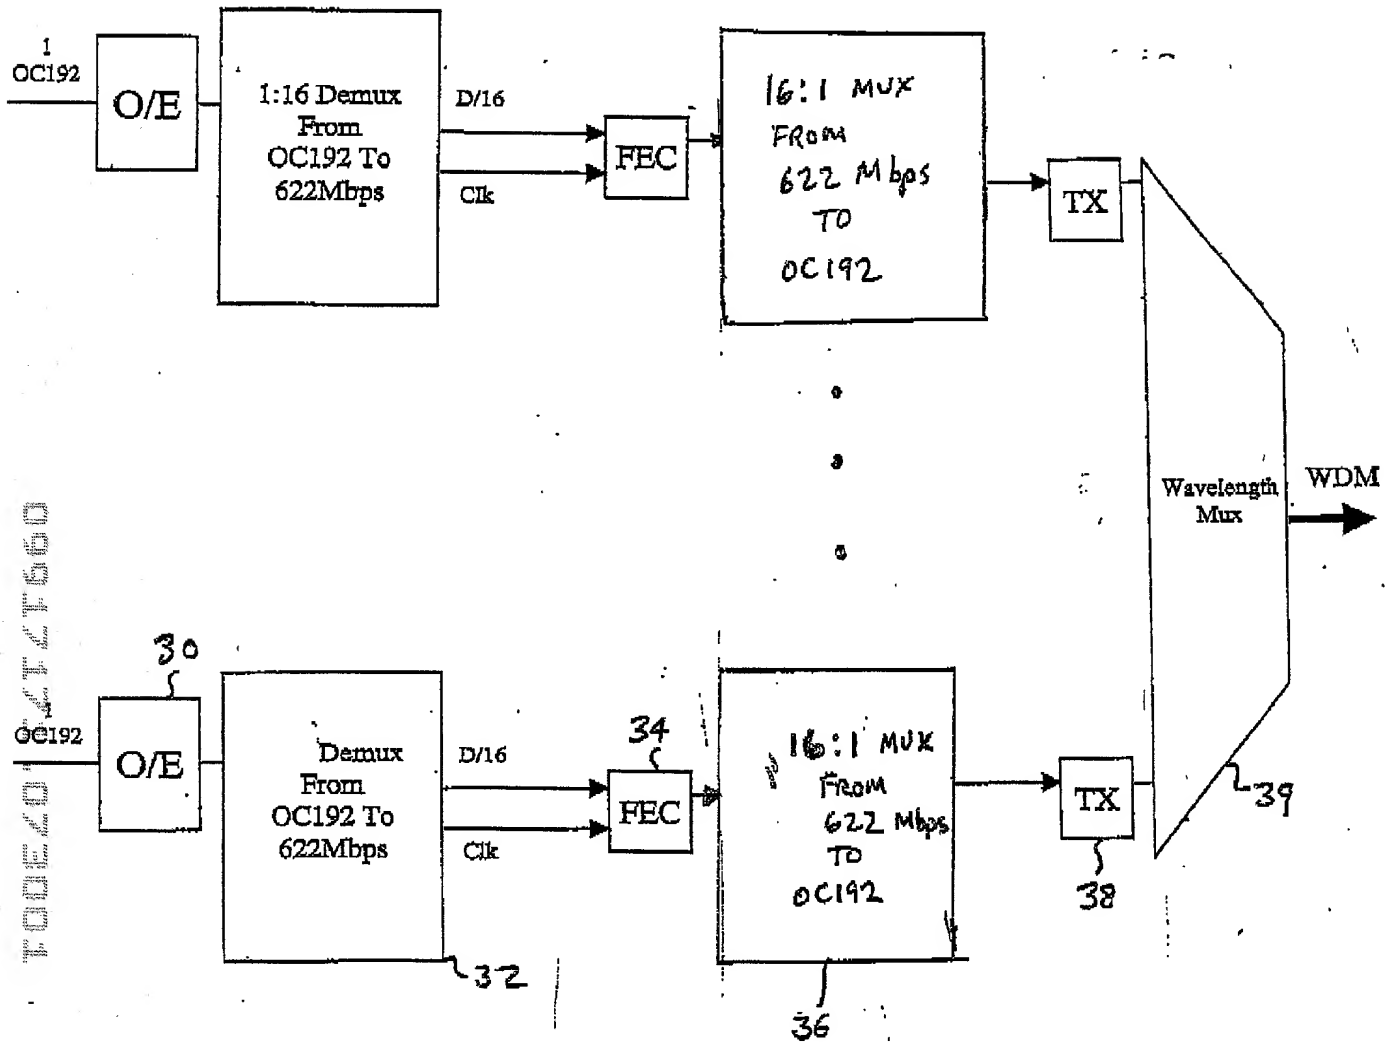 1
OC192
O/E
1:16 Demux
From
OC192 To
622Mbps
D/16
Clk
FEC
16:1 MUX
FROM
622 Mbps
TO
OC192
TX
Wavelength
Mux
WDM
30
OC192
O/E
Demux
From
OC192 To
622Mbps
32
D/16
Clk
34
FEC
16:1 MUX
FROM
622 Mbps
TO
OC192
36
TX
38
39